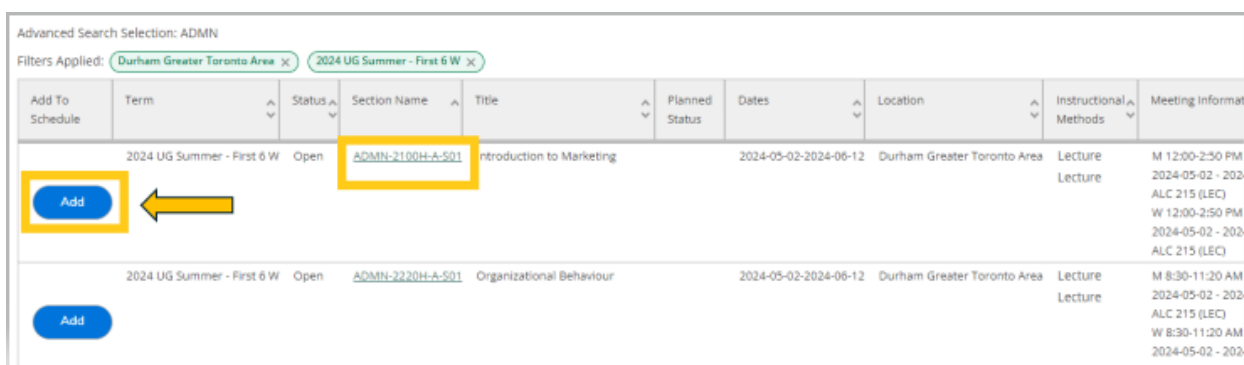 Advanced Search Selection: ADMN
Filters Applied: Durham Greater Toronto Area × 2024 UG Summer - First 6 W ×
Add To Schedule Term Status Section Name Title Planned Status Dates Location Instructional Methods Meeting Informat
2024 UG Summer - First 6 W Open ADMN-2100H-A-S01 ntroduction to Marketing 2024-05-02-2024-06-12 Durham Greater Toronto Area Lecture M 12:00-2:50 PM
Lecture 2024-05-02 - 202
Add ALC 215 (LEC)
W 12:00-2:50 PM
2024-05-02 - 202
ALC 215 (LEC)
2024 UG Summer - First 6 W Open ADMN-2220H-A-S01 Organizational Behaviour 2024-05-02-2024-06-12 Durham Greater Toronto Area Lecture M 8:30-11:20 AM
Lecture 2024-05-02 - 202
Add ALC 215 (LEC)
W 8:30-11:20 AM
2024-05-02 - 202